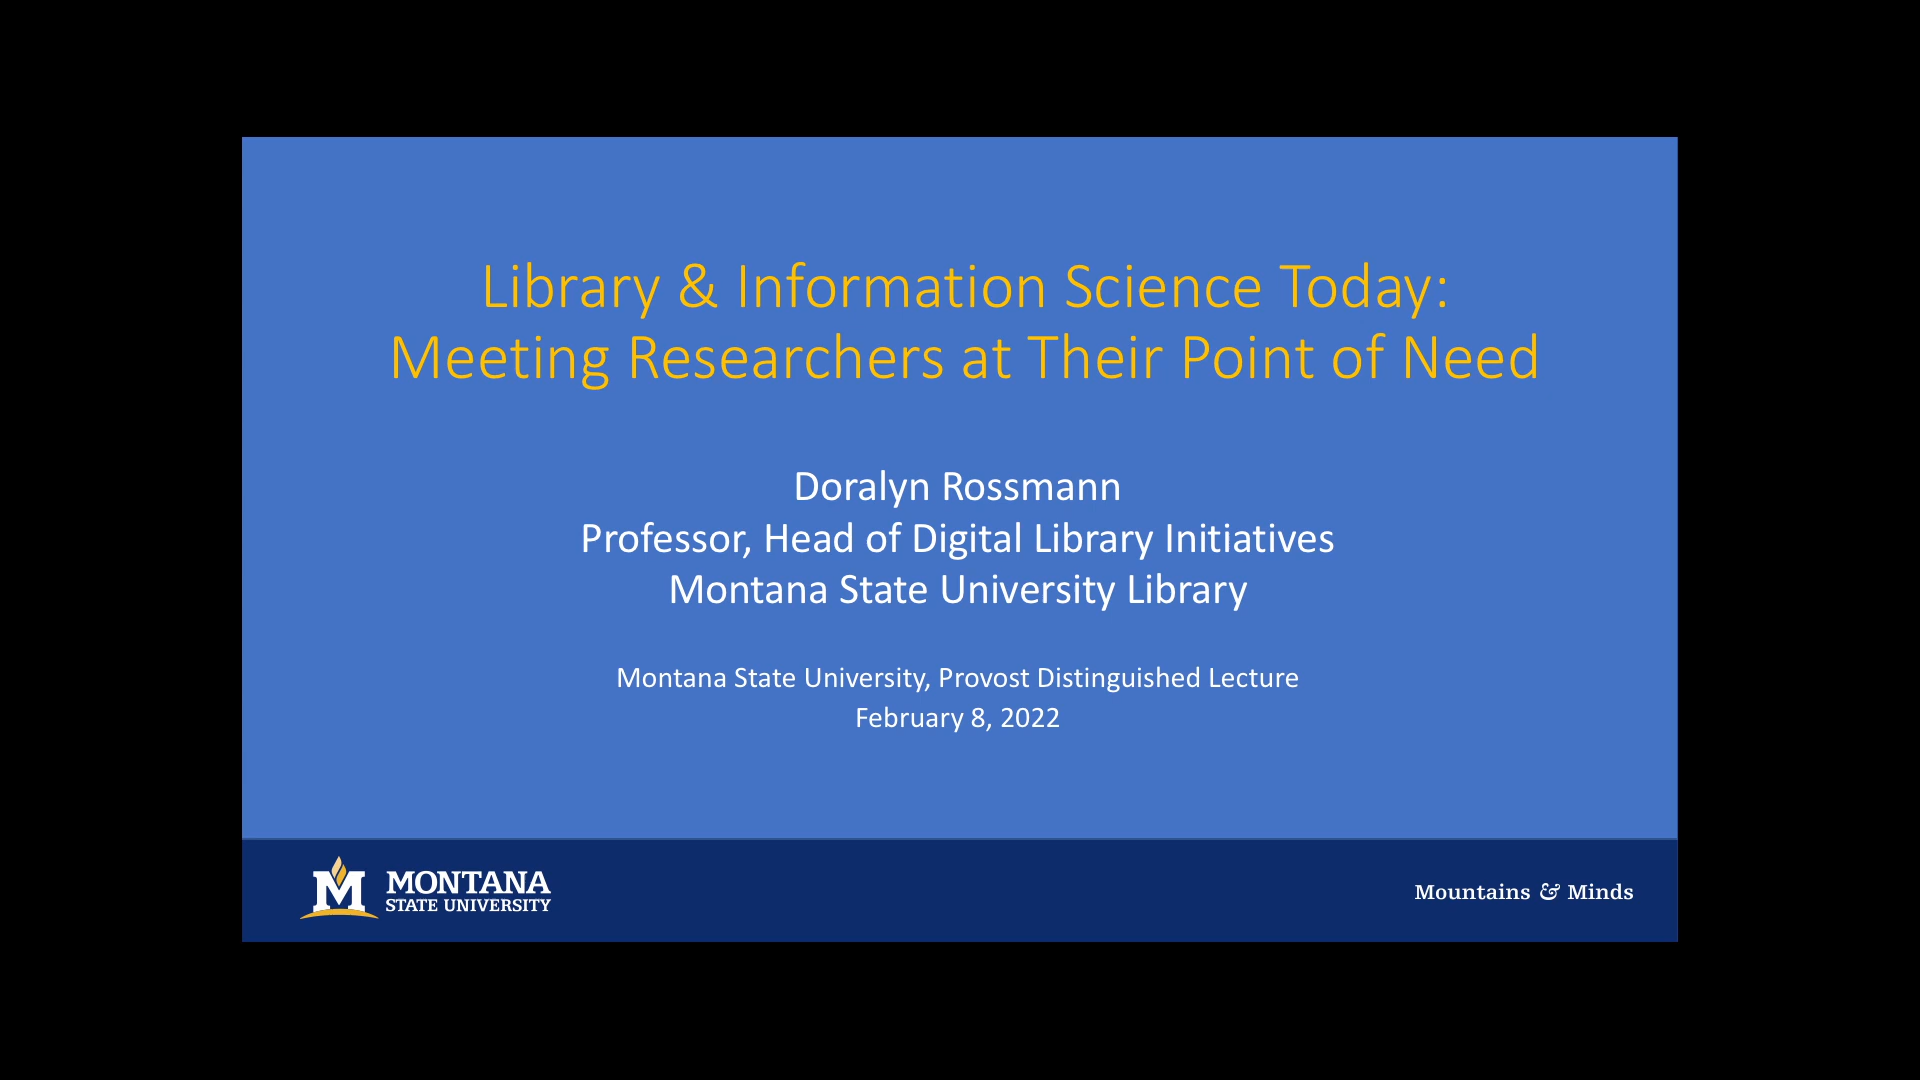 Library & Information Science Today:
Meeting Researchers at Their Point of Need
Doralyn Rossmann
Professor, Head of Digital Library Initiatives
Montana State University Library
Montana State University, Provost Distinguished Lecture
February 8, 2022
M MONTANA
STATE UNIVERSITY
Mountains & Minds